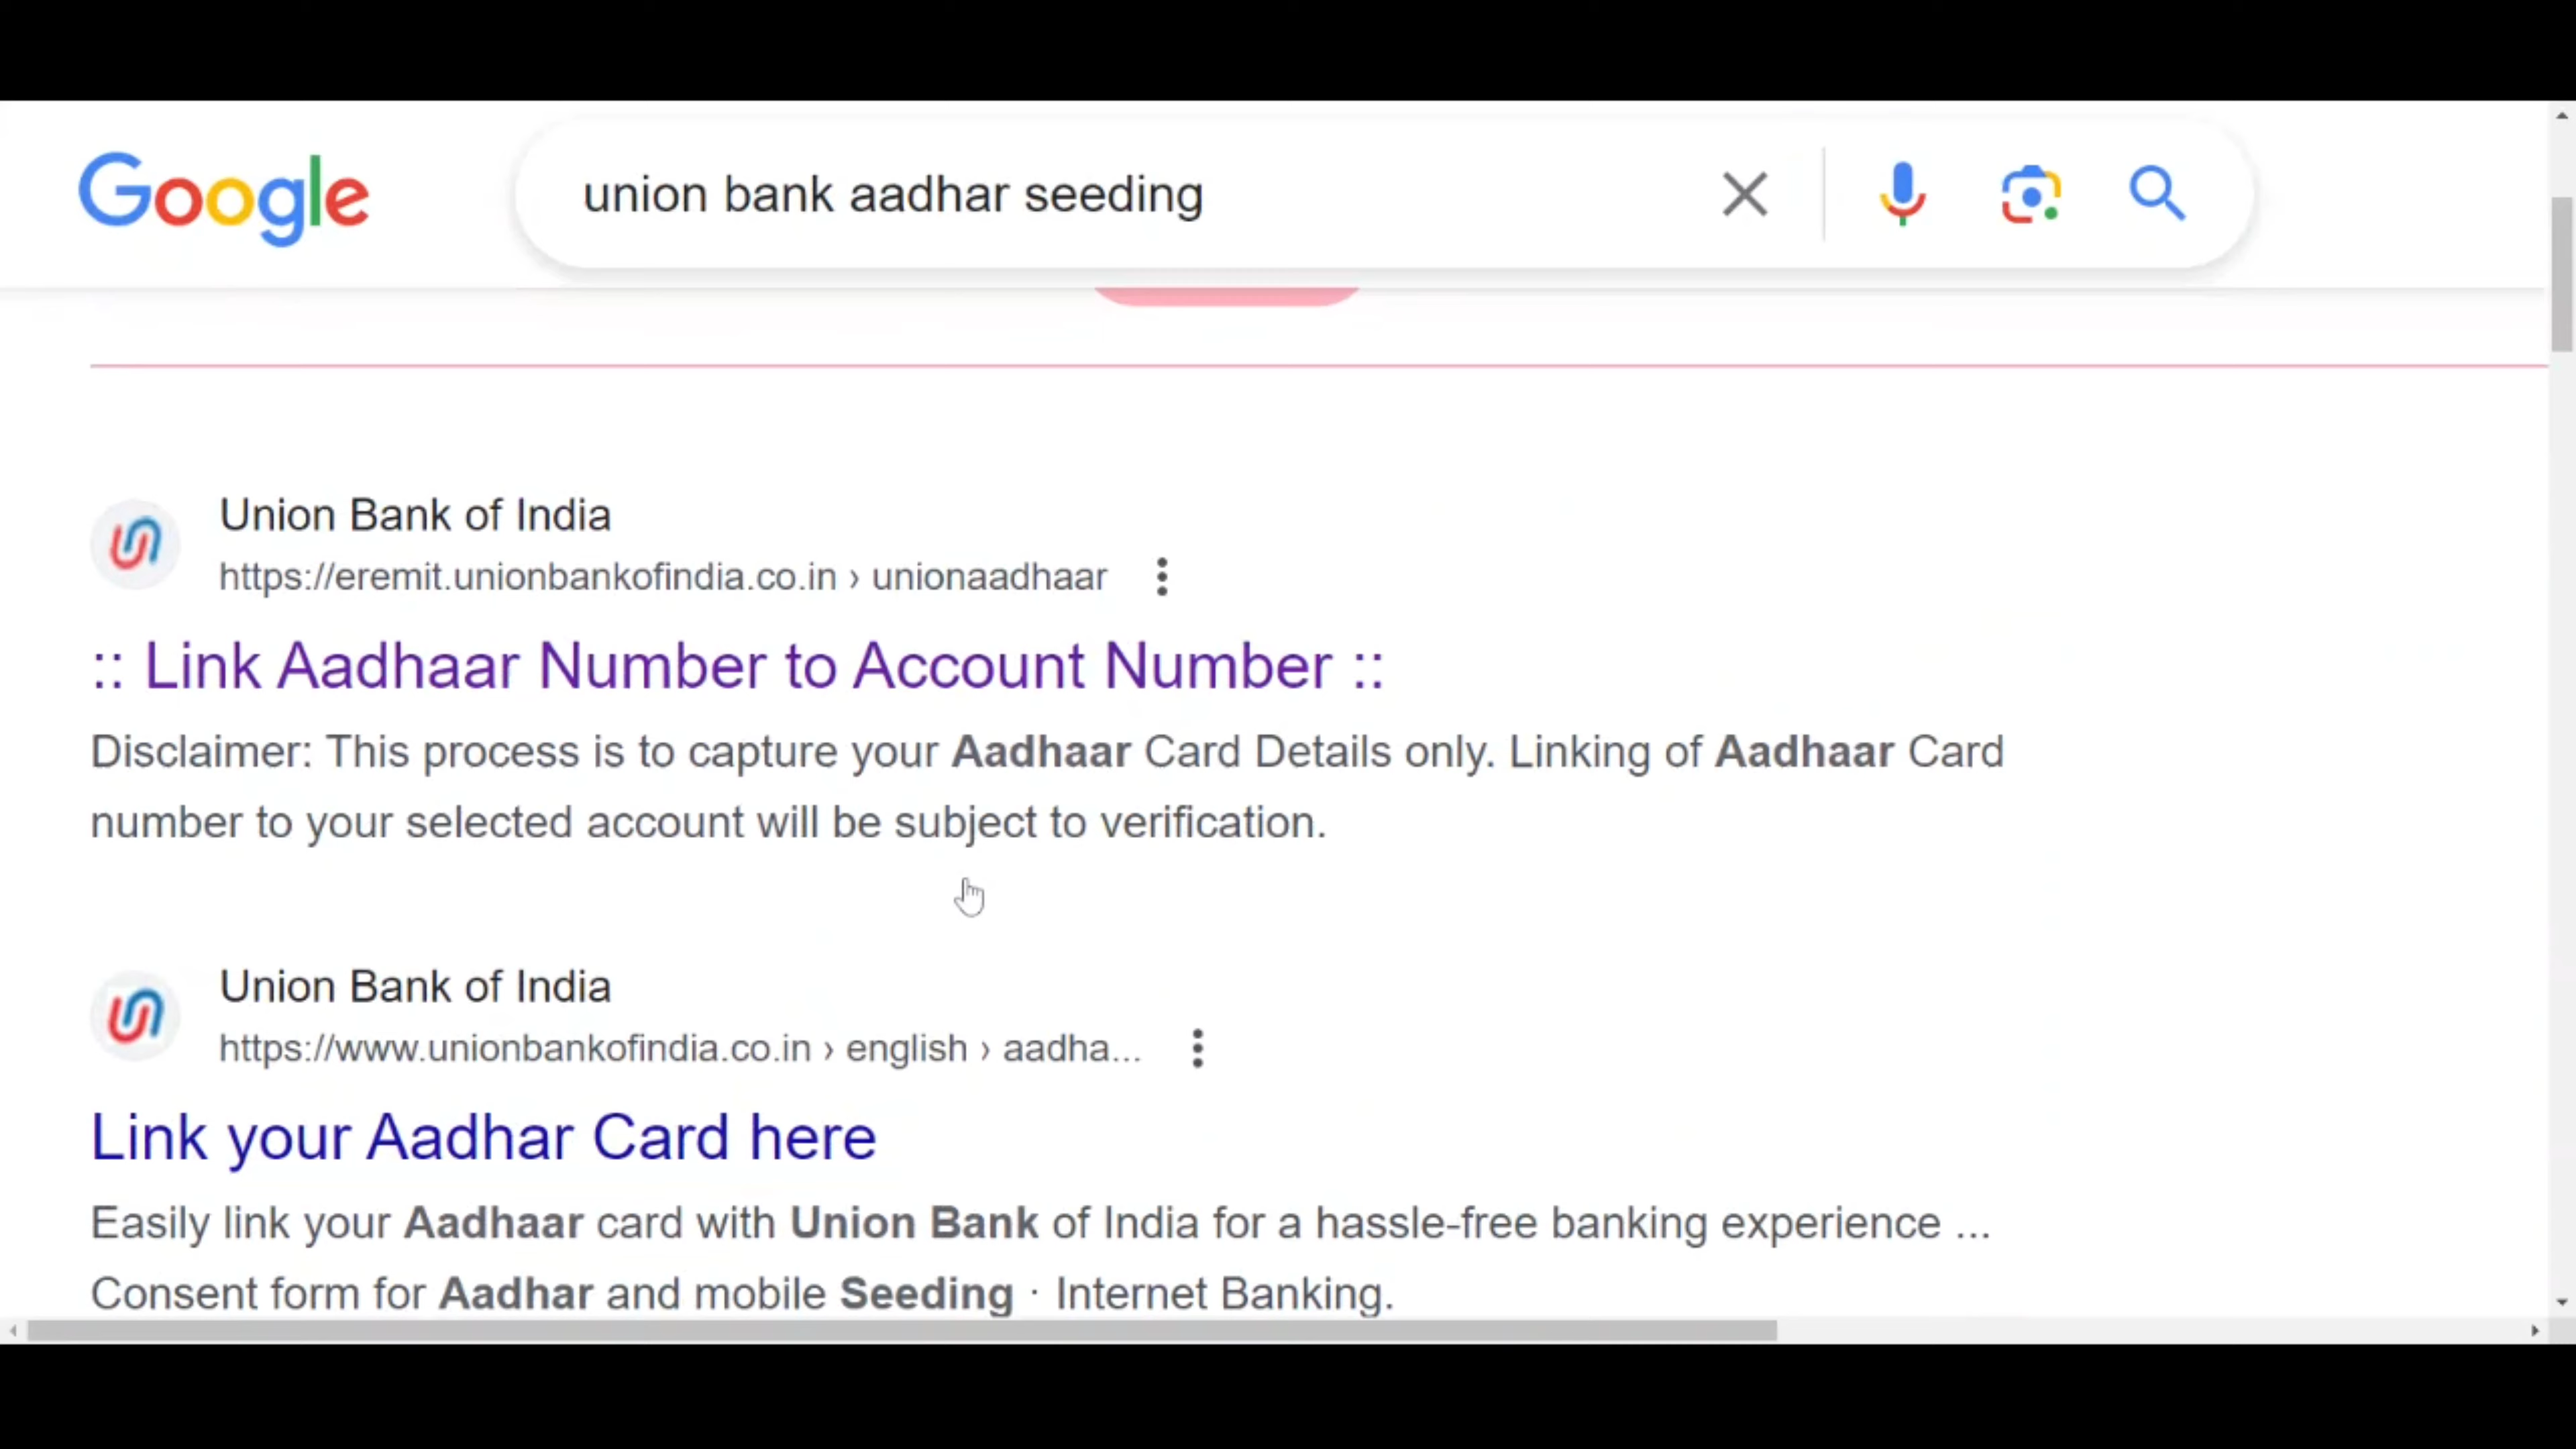 Google
union bank aadhar seeding
Union Bank of India
https://eremit.unionbankofindia.co.in › unionaadhaar
:: Link Aadhaar Number to Account Number ::
Disclaimer: This process is to capture your Aadhaar Card Details only. Linking of Aadhaar Card
number to your selected account will be subject to verification.
Union Bank of India
https://www.unionbankofindia.co.in › english › aadha...
Link your Aadhar Card here
Easily link your Aadhaar card with Union Bank of India for a hassle-free banking experience ...
Consent form for Aadhar and mobile Seeding · Internet Banking.